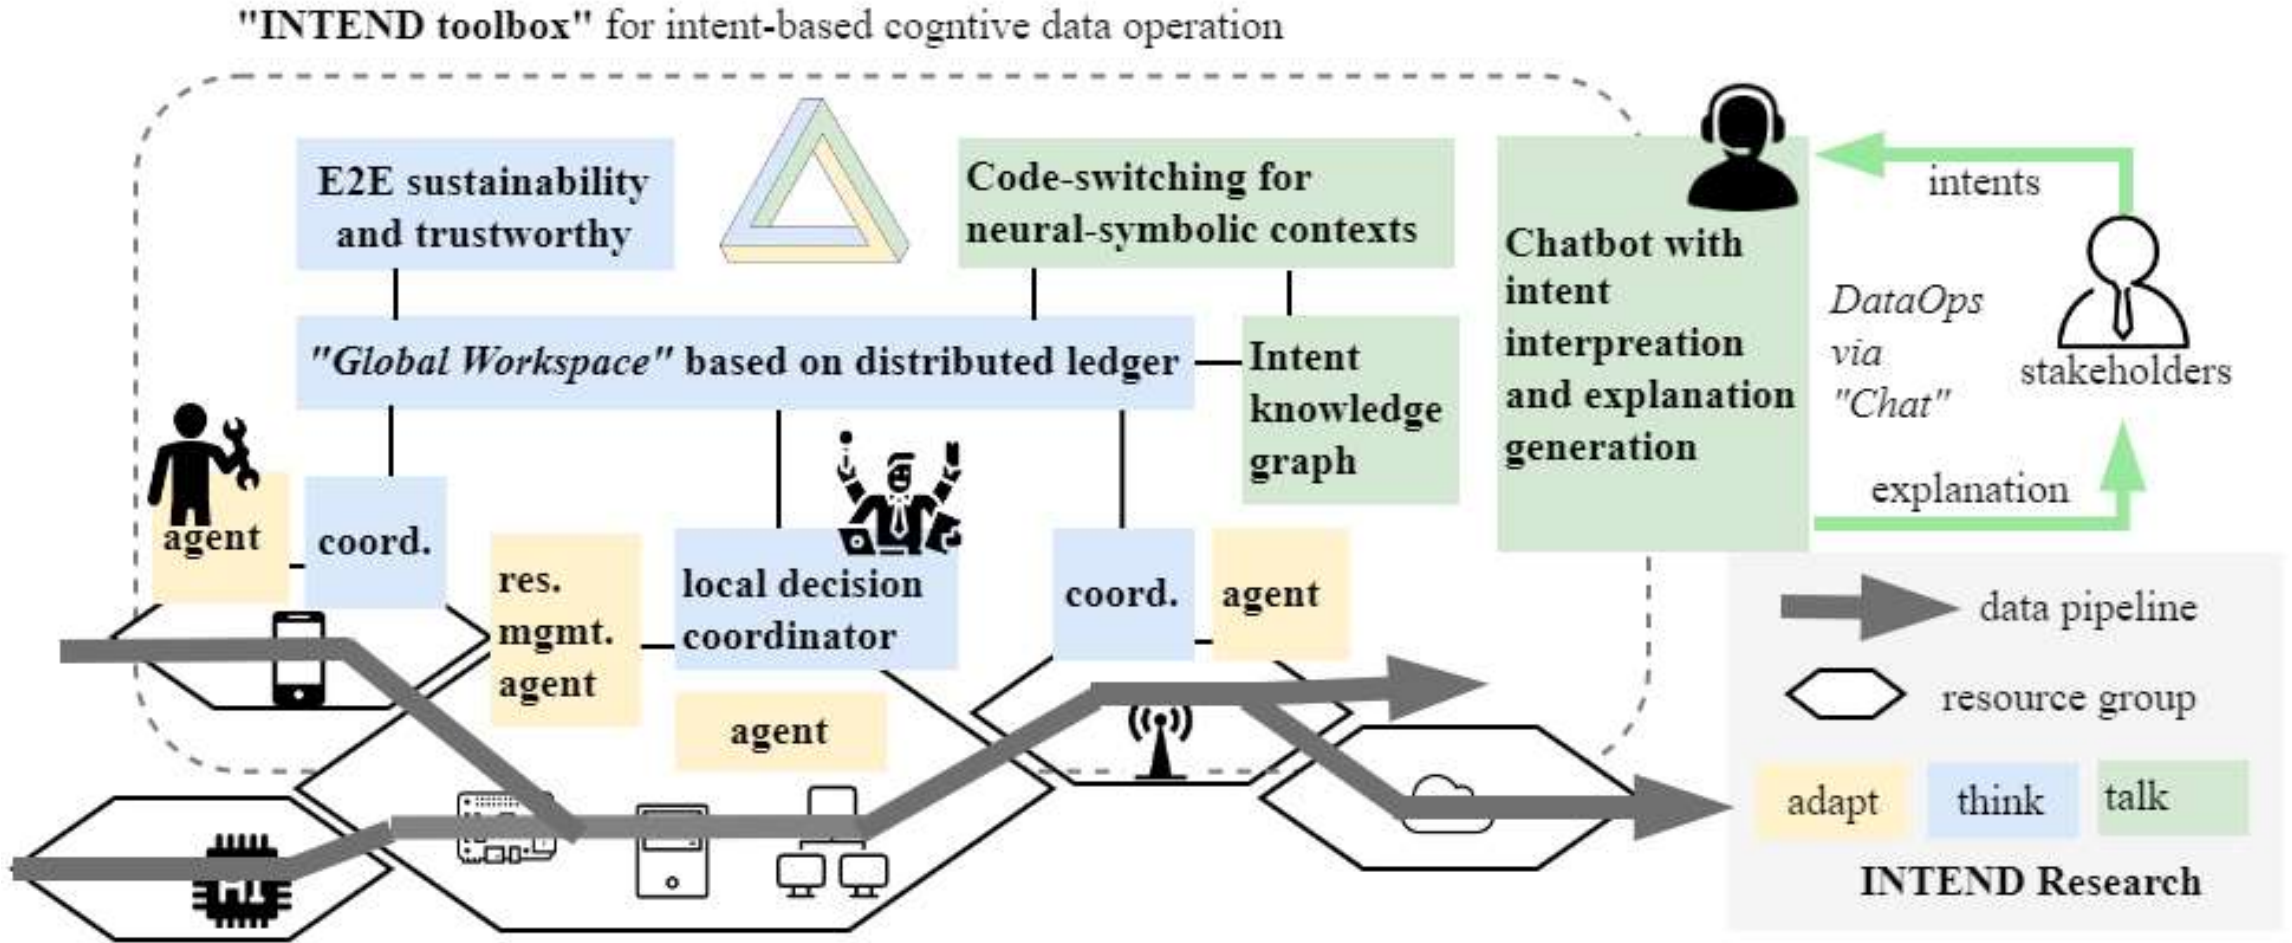 "INTEND toolbox" for intent-based cogntive data operation
E2E sustainability
and trustworthy
Code-switching for
neural-symbolic contexts
"Global Workspace" based on distributed ledger
Intent
knowledge
graph
Chatbot with
intent
interpreation
and explanation
generation
intents
DataOps
via
"Chat"
stakeholders
explanation
agent
coord.
res.
mgmt.
agent
local decision
coordinator
agent
coord.
agent
AI
data pipeline
resource group
adapt
think
talk
INTEND Research